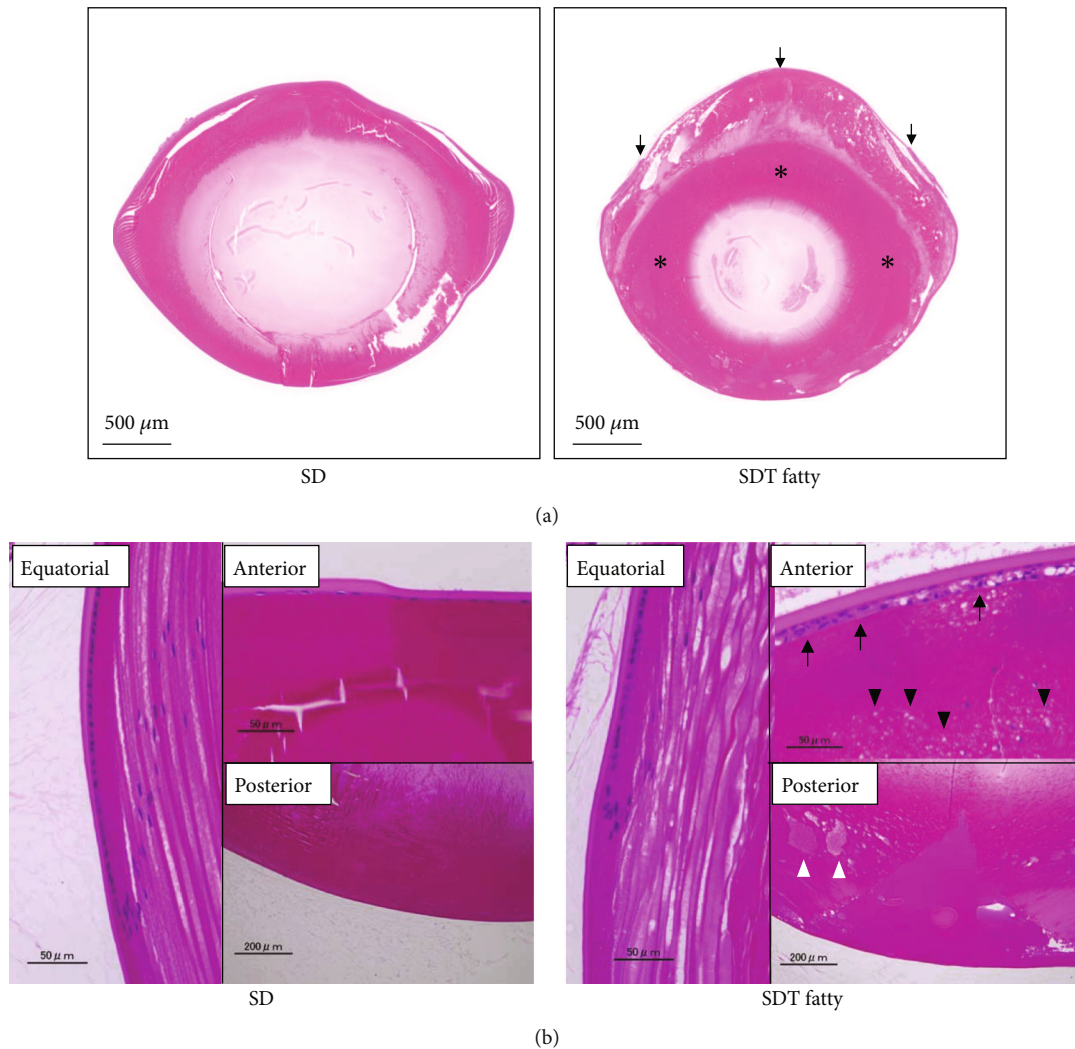 *
*
*
500 μm
500 μm
SD
SDT fatty
(a)
Equatorial
Anterior
50 μm
Posterior
50 μm
200 μm
Equatorial
Anterior
50 μm
Posterior
50 μm
200 μm
SD
SDT fatty
(b)